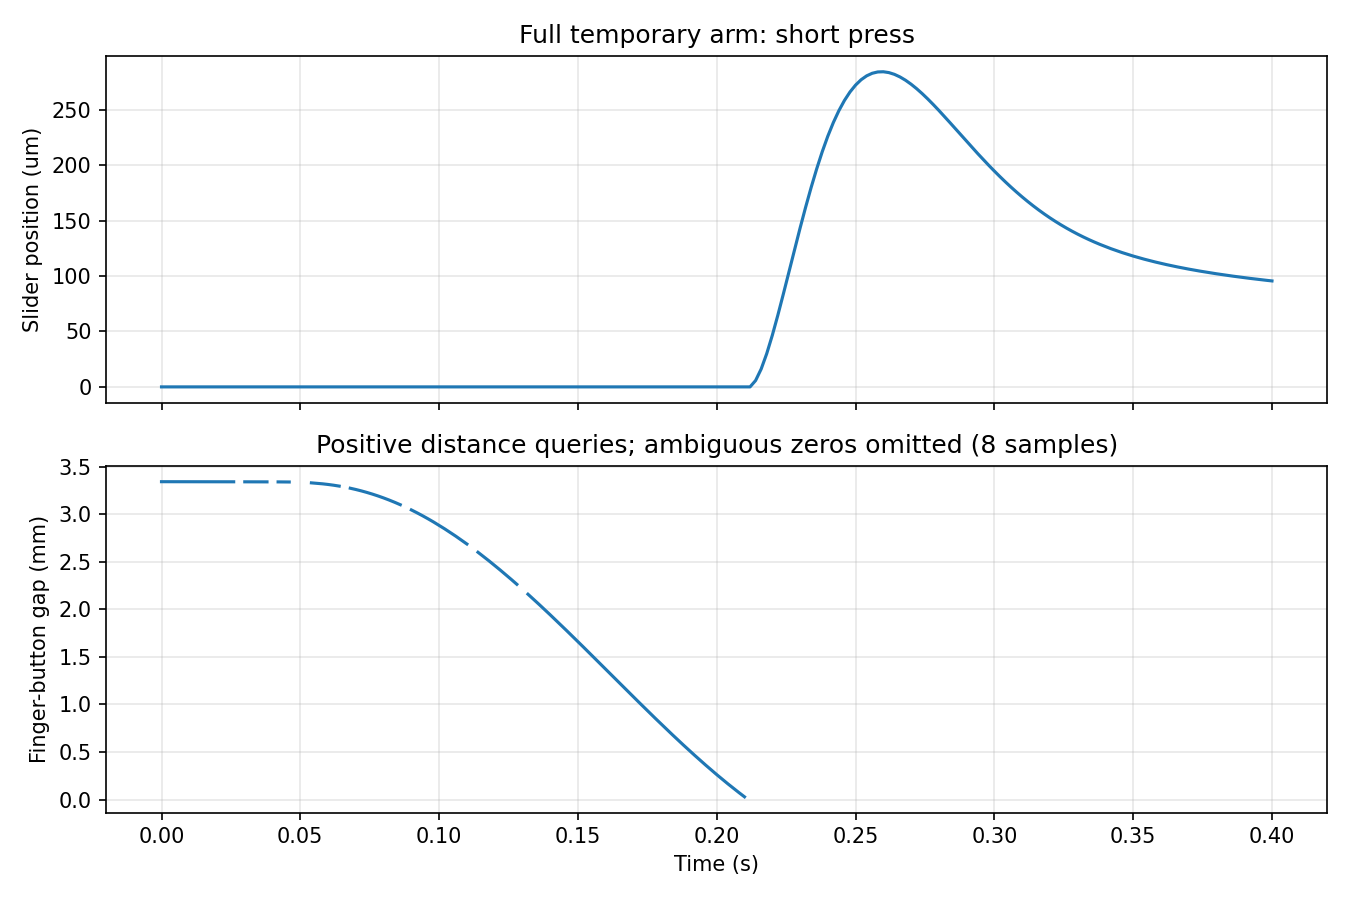 Full temporary arm: short press
Slider position (um)
250
200
150
100
50
0
Positive distance queries; ambiguous zeros omitted (8 samples)
Finger-button gap (mm)
3.5
3.0
2.5
2.0
1.5
1.0
0.5
0.0
0.00 0.05 0.10 0.15 0.20 0.25 0.30 0.35 0.40
Time (s)